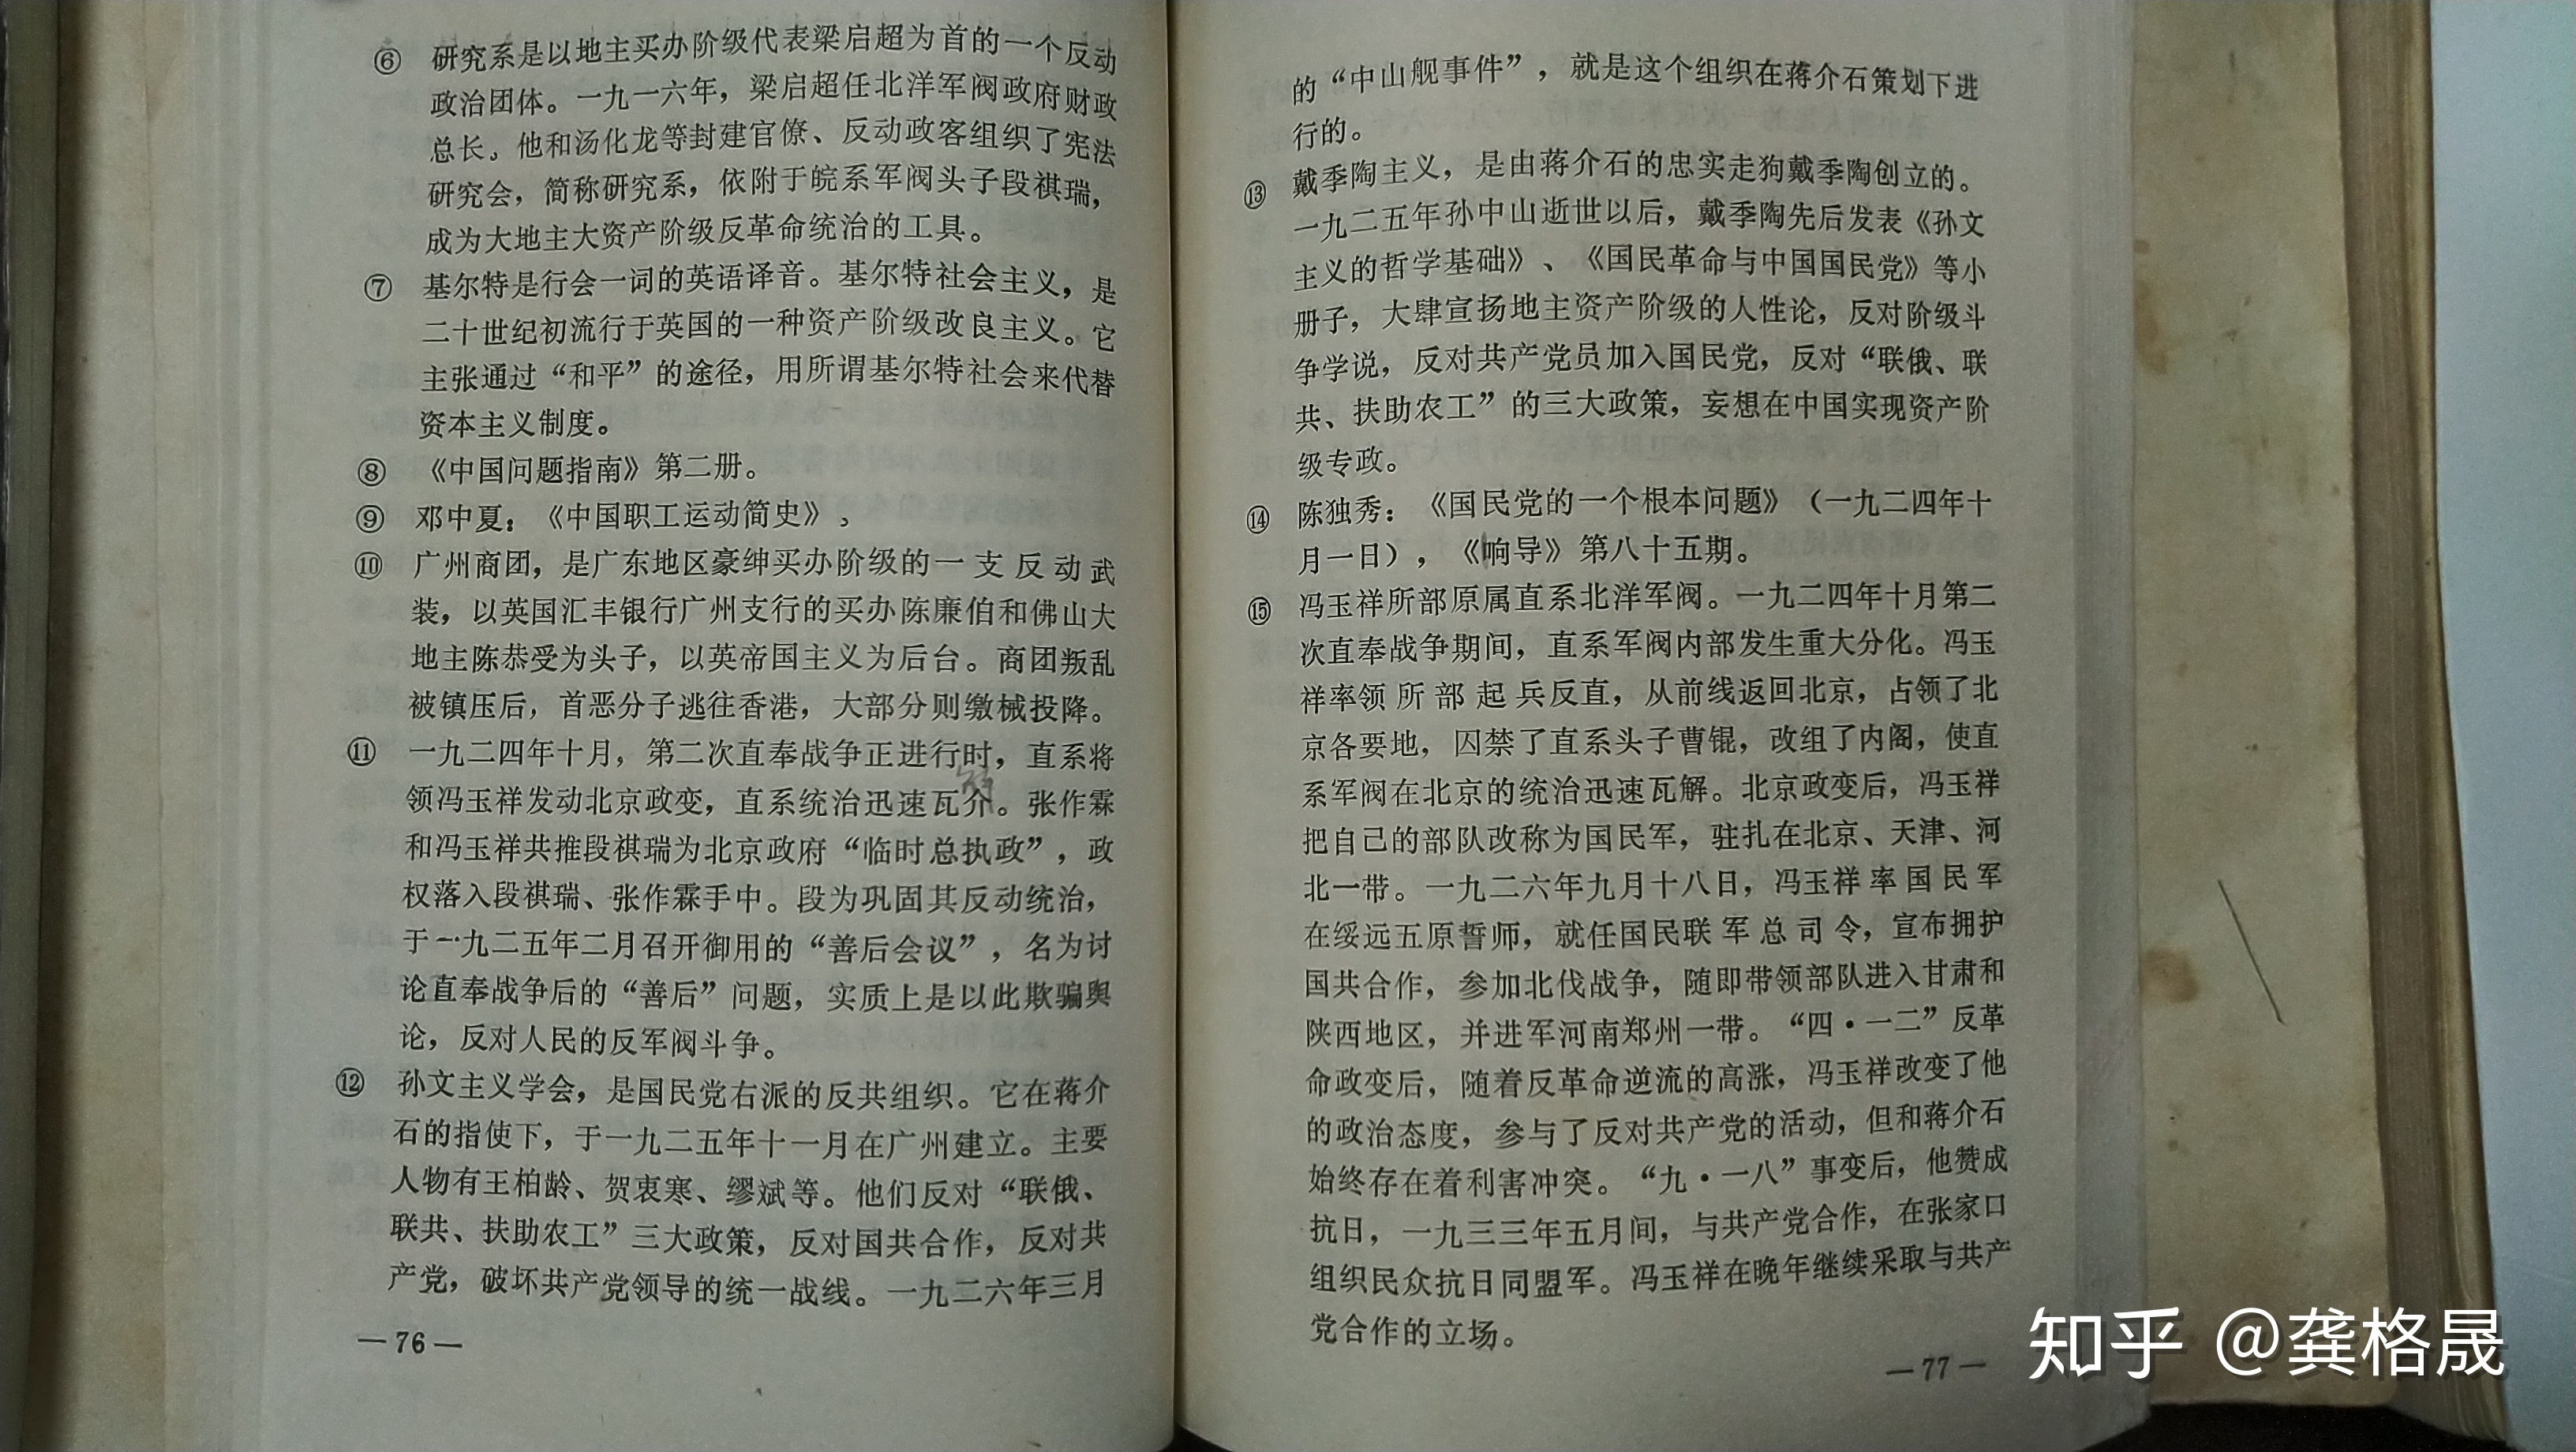 ⑥ 研究系是以地主买办阶级代表梁启超为首的一个反动
政治团体。一九一六年，梁启超任北洋军阀政府财政
总长。他和汤化龙等封建官僚、反动政客组织了宪法
研究会，简称研究系，依附于皖系军阀头子段祺瑞，
成为大地主大资产阶级反革命统治的工具。
⑦ 基尔特是行会一词的英语译音。基尔特社会主义，是
二十世纪初流行于英国的一种资产阶级改良主义。它
主张通过“和平”的途径，用所谓基尔特社会来代替
资本主义制度。
⑧ 《中国问题指南》第二册。
⑨ 邓中夏：《中国职工运动简史》。
⑩ 广州商团，是广东地区豪绅买办阶级的一支反动武
装，以英国汇丰银行广州支行的买办陈廉伯和佛山大
地主陈恭受为头子，以英帝国主义为后台。商团叛乱
被镇压后，首恶分子逃往香港，大部分则缴械投降。
⑪ 一九二四年十月，第二次直奉战争正进行时，直系将
领冯玉祥发动北京政变，直系统治迅速瓦介。张作霖
和冯玉祥共推段祺瑞为北京政府“临时总执政”，政
权落入段祺瑞、张作霖手中。段为巩固其反动统治，
于一九二五年二月召开御用的“善后会议”，名为讨
论直奉战争后的“善后”问题，实质上是以此欺骗舆
论，反对人民的反军阀斗争。
⑫ 孙文主义学会，是国民党右派的反共组织。它在蒋介
石的指使下，于一九二五年十一月在广州建立。主要
人物有王柏龄、贺衷寒、缪斌等。他们反对“联俄、
联共、扶助农工”三大政策，反对国共合作，反对共
产党，破坏共产党领导的统一战线。一九二六年三月
—76—
的“中山舰事件”，就是这个组织在蒋介石策划下进
行的。
⑬ 戴季陶主义，是由蒋介石的忠实走狗戴季陶创立的。
一九二五年孙中山逝世以后，戴季陶先后发表《孙文
主义的哲学基础》、《国民革命与中国国民党》等小
册子，大肆宣扬地主资产阶级的人性论，反对阶级斗
争学说，反对共产党员加入国民党，反对“联俄、联
共、扶助农工”的三大政策，妄想在中国实现资产阶
级专政。
⑭ 陈独秀：《国民党的一个根本问题》（一九二四年十
月一日），《响导》第八十五期。
⑮ 冯玉祥所部原属直系北洋军阀。一九二四年十月第二
次直奉战争期间，直系军阀内部发生重大分化。冯玉
祥率领所部起兵反直，从前线返回北京，占领了北
京各要地，囚禁了直系头子曹锟，改组了内阁，使直
系军阀在北京的统治迅速瓦解。北京政变后，冯玉祥
把自己的部队改称为国民军，驻扎在北京、天津、河
北一带。一九二六年九月十八日，冯玉祥率国民军
在绥远五原誓师，就任国民联军总司令，宣布拥护
国共合作，参加北伐战争，随即带领部队进入甘肃和
陕西地区，并进军河南郑州一带。“四·一二”反革
命政变后，随着反革命逆流的高涨，冯玉祥改变了他
的政治态度，参与了反对共产党的活动，但和蒋介石
始终存在着利害冲突。“九·一八”事变后，他赞成
抗日，一九三三年五月间，与共产党合作，在张家口
组织民众抗日同盟军。冯玉祥在晚年继续采取与共产
党合作的立场。
—77—
知乎 @龚格晟